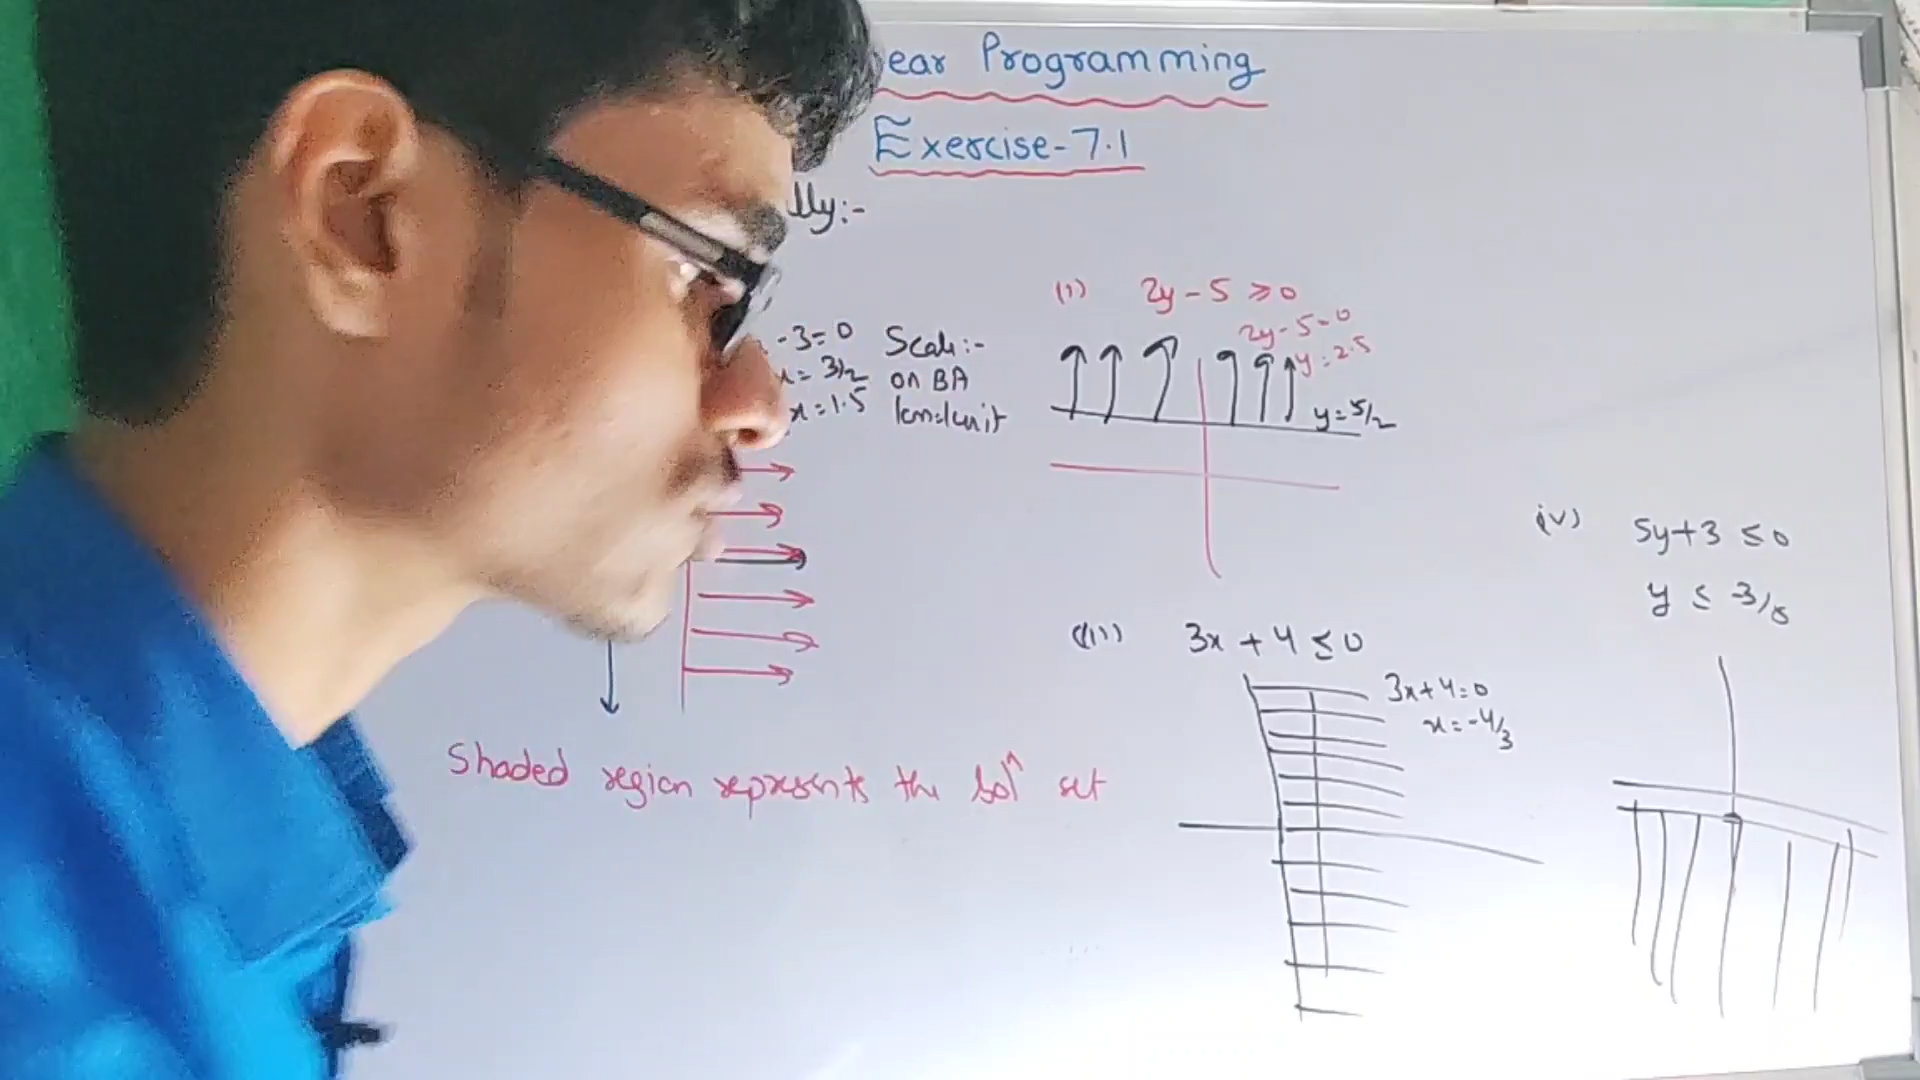 ear Programming
Exercise-7.1
lly:-
-3=0
x= 3/2
x=1.5
Scale:-
on BA
1cm=1unit
2y-5 ≥ 0
2y-5=0
y=2.5
y=5/2
(iii) 3x + 4 ≤ 0
3x+4=0
x=-4/3
(iv) 5y+3 ≤ 0
y ≤ -3/5
Shaded region represents the solⁿ set